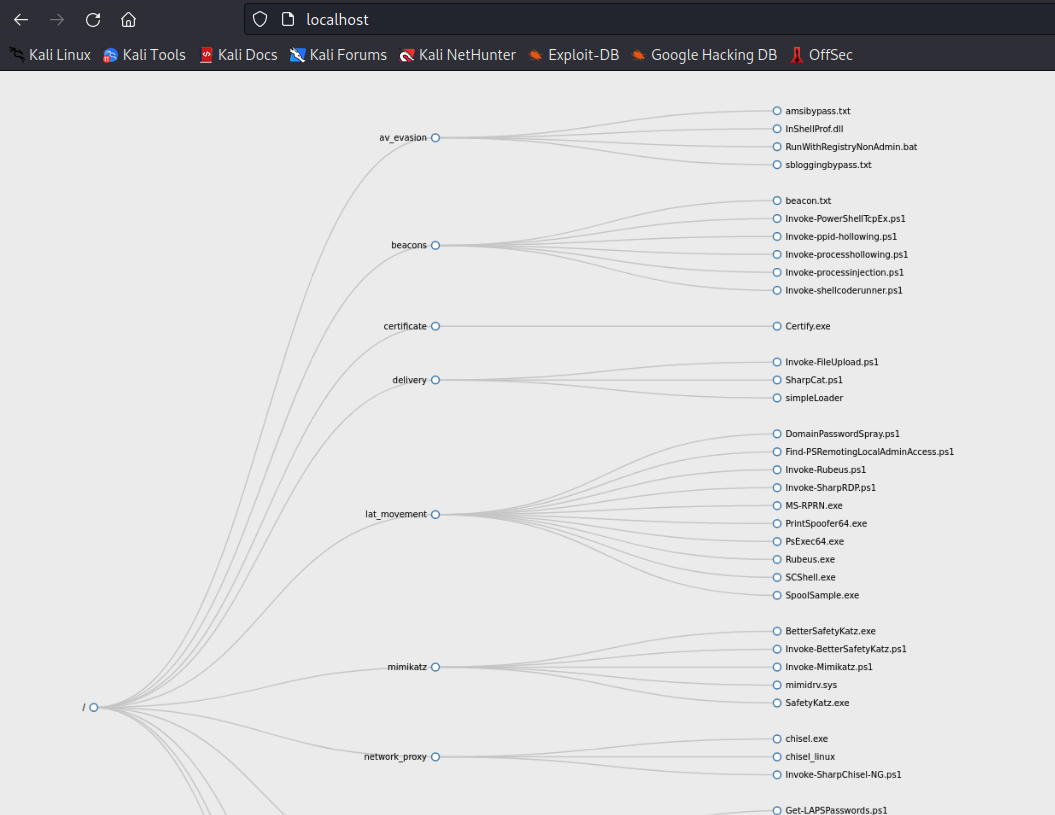 localhost
Kali Linux Kali Tools Kali Docs Kali Forums Kali NetHunter Exploit-DB Google Hacking DB OffSec
av_evasion
amsibypass.txt
InShellProf.dll
RunWithRegistryNonAdmin.bat
sbloggingbypass.txt
beacons
beacon.txt
Invoke-PowerShellTcpEx.ps1
Invoke-ppid-hollowing.ps1
Invoke-processhollowing.ps1
Invoke-processinjection.ps1
Invoke-shellcoderunner.ps1
certificate
Certify.exe
delivery
Invoke-FileUpload.ps1
SharpCat.ps1
simpleLoader
lat_movement
DomainPasswordSpray.ps1
Find-PSRemotingLocalAdminAccess.ps1
Invoke-Rubeus.ps1
Invoke-SharpRDP.ps1
MS-RPRN.exe
PrintSpoofer64.exe
PsExec64.exe
Rubeus.exe
SCShell.exe
SpoolSample.exe
mimikatz
BetterSafetyKatz.exe
Invoke-BetterSafetyKatz.ps1
Invoke-Mimikatz.ps1
mimidrv.sys
SafetyKatz.exe
/
network_proxy
chisel.exe
chisel_linux
Invoke-SharpChisel-NG.ps1
Get-LAPSPasswords.ps1